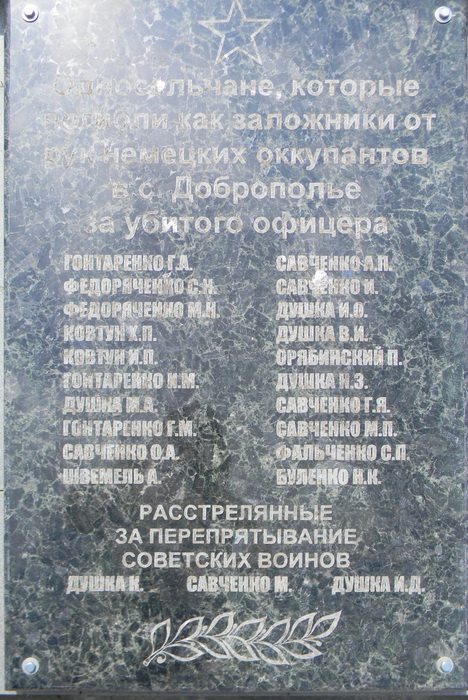 Односельчане, которые
погибли как заложники от
рук немецких оккупантов
в с. Доброполье
за убитого офицера
ГОНТАРЕНКО Г.А. САВЧЕНКО А.П.
ФЕДОРЯЧЕНКО С.Н. САВЧЕНКО И.
ФЕДОРЯЧЕНКО М.Н. ДУШКА И.О.
КОВТУН Х.П. ДУШКА В.И.
КОВТУН И.П. ОРЯБИНСКИЙ П.
ГОНТАРЕНКО И.М. ДУШКА Н.З.
ДУШКА М.А. САВЧЕНКО Г.Я.
ГОНТАРЕНКО Г.М. САВЧЕНКО М.П.
САВЧЕНКО О.А. ФАЛЬЧЕНКО С.П.
ШВЕМЕЛЬ А. БУЛЕНКО Н.К.
РАССТРЕЛЯННЫЕ
ЗА ПЕРЕПРЯТЫВАНИЕ
СОВЕТСКИХ ВОИНОВ
ДУШКА К. САВЧЕНКО М. ДУШКА И.Д.